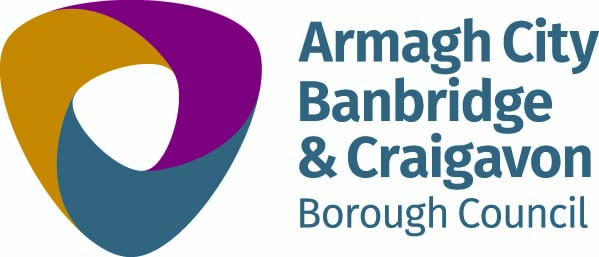 Armagh City
Banbridge
& Craigavon
Borough Council